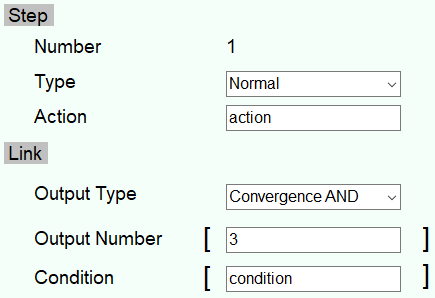 Step
Number 1
Type Normal
Action action
Link
Output Type Convergence AND
Output Number [ 3 ]
Condition [ condition ]